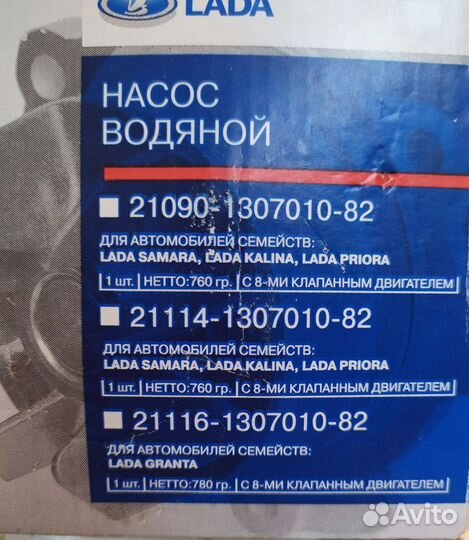 LADA
НАСОС
ВОДЯНОЙ
21090-1307010-82
ДЛЯ АВТОМОБИЛЕЙ СЕМЕЙСТВ:
LADA SAMARA, LADA KALINA, LADA PRIORA
1 шт. НЕТТО:760 гр. С 8-МИ КЛАПАННЫМ ДВИГАТЕЛЕМ
21114-1307010-82
ДЛЯ АВТОМОБИЛЕЙ СЕМЕЙСТВ:
LADA SAMARA, LADA KALINA, LADA PRIORA
1 шт. НЕТТО:760 гр. С 8-МИ КЛАПАННЫМ ДВИГАТЕЛЕМ
21116-1307010-82
ДЛЯ АВТОМОБИЛЕЙ СЕМЕЙСТВ:
LADA GRANTA
1 шт. НЕТТО:780 гр. С 8-МИ КЛАПАННЫМ ДВИГАТЕЛЕМ
Avito